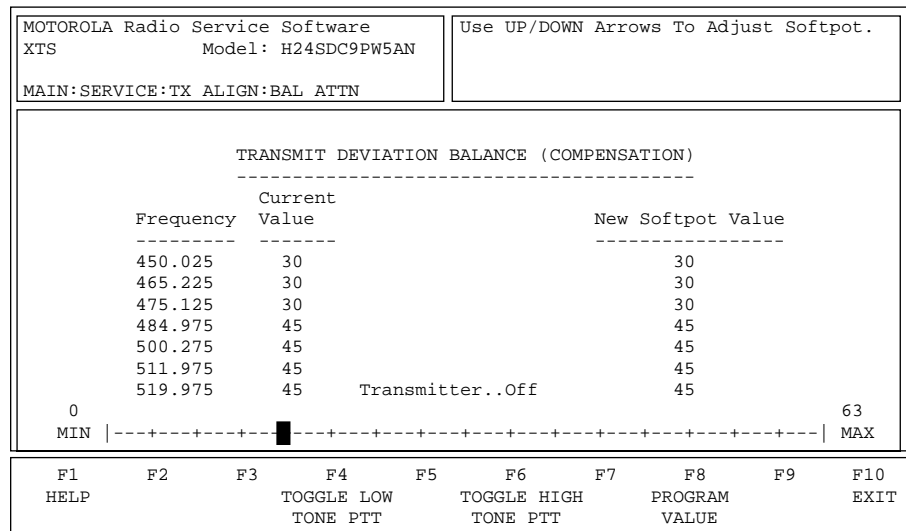 MOTOROLA Radio Service Software
XTS Model: H24SDC9PW5AN
MAIN:SERVICE:TX ALIGN:BAL ATTN
Use UP/DOWN Arrows To Adjust Softpot.
TRANSMIT DEVIATION BALANCE (COMPENSATION)
------------------------------------------
Current
Frequency Value New Softpot Value
--------- ------- -----------------
450.025 30 30
465.225 30 30
475.125 30 30
484.975 45 45
500.275 45 45
511.975 45 45
519.975 45 Transmitter..Off 45
0 63
MIN |---+---+---+---█---+---+---+---+---+---+---+---+---+---| MAX
F1 F2 F3 F4 F5 F6 F7 F8 F9 F10
HELP TOGGLE LOW TOGGLE HIGH PROGRAM EXIT
TONE PTT TONE PTT VALUE